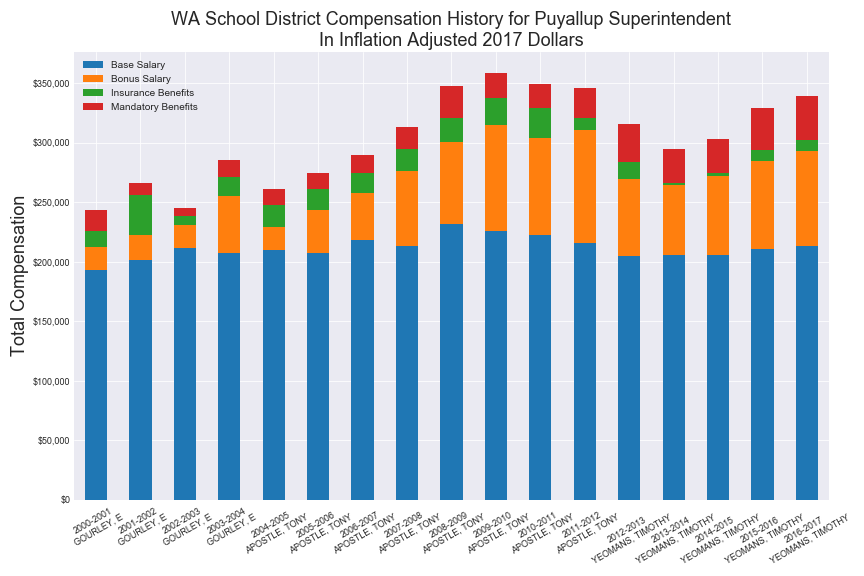 WA School District Compensation History for Puyallup Superintendent
In Inflation Adjusted 2017 Dollars
Base Salary
Bonus Salary
Insurance Benefits
Mandatory Benefits
$350,000
$300,000
$250,000
$200,000
$150,000
$100,000
$50,000
$0
Total Compensation
2000-2001
GOURLEY, E
2001-2002
GOURLEY, E
2002-2003
GOURLEY, E
2003-2004
GOURLEY, E
2004-2005
APOSTLE, TONY
2005-2006
APOSTLE, TONY
2006-2007
APOSTLE, TONY
2007-2008
APOSTLE, TONY
2008-2009
APOSTLE, TONY
2009-2010
APOSTLE, TONY
2010-2011
APOSTLE, TONY
2011-2012
APOSTLE, TONY
2012-2013
YEOMANS, TIMOTHY
2013-2014
YEOMANS, TIMOTHY
2014-2015
YEOMANS, TIMOTHY
2015-2016
YEOMANS, TIMOTHY
2016-2017
YEOMANS, TIMOTHY